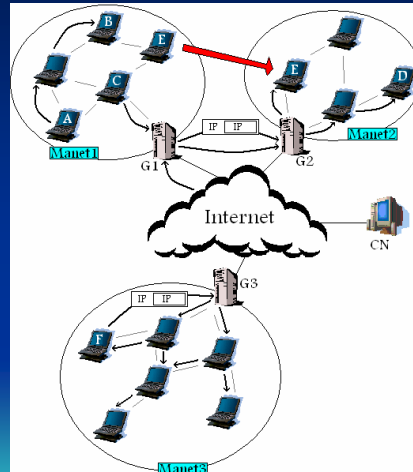 B
E
C
A
E
D
IP IP
G1
G2
Manet1
Manet2
Internet
CN
G3
IP IP
F
Manet3